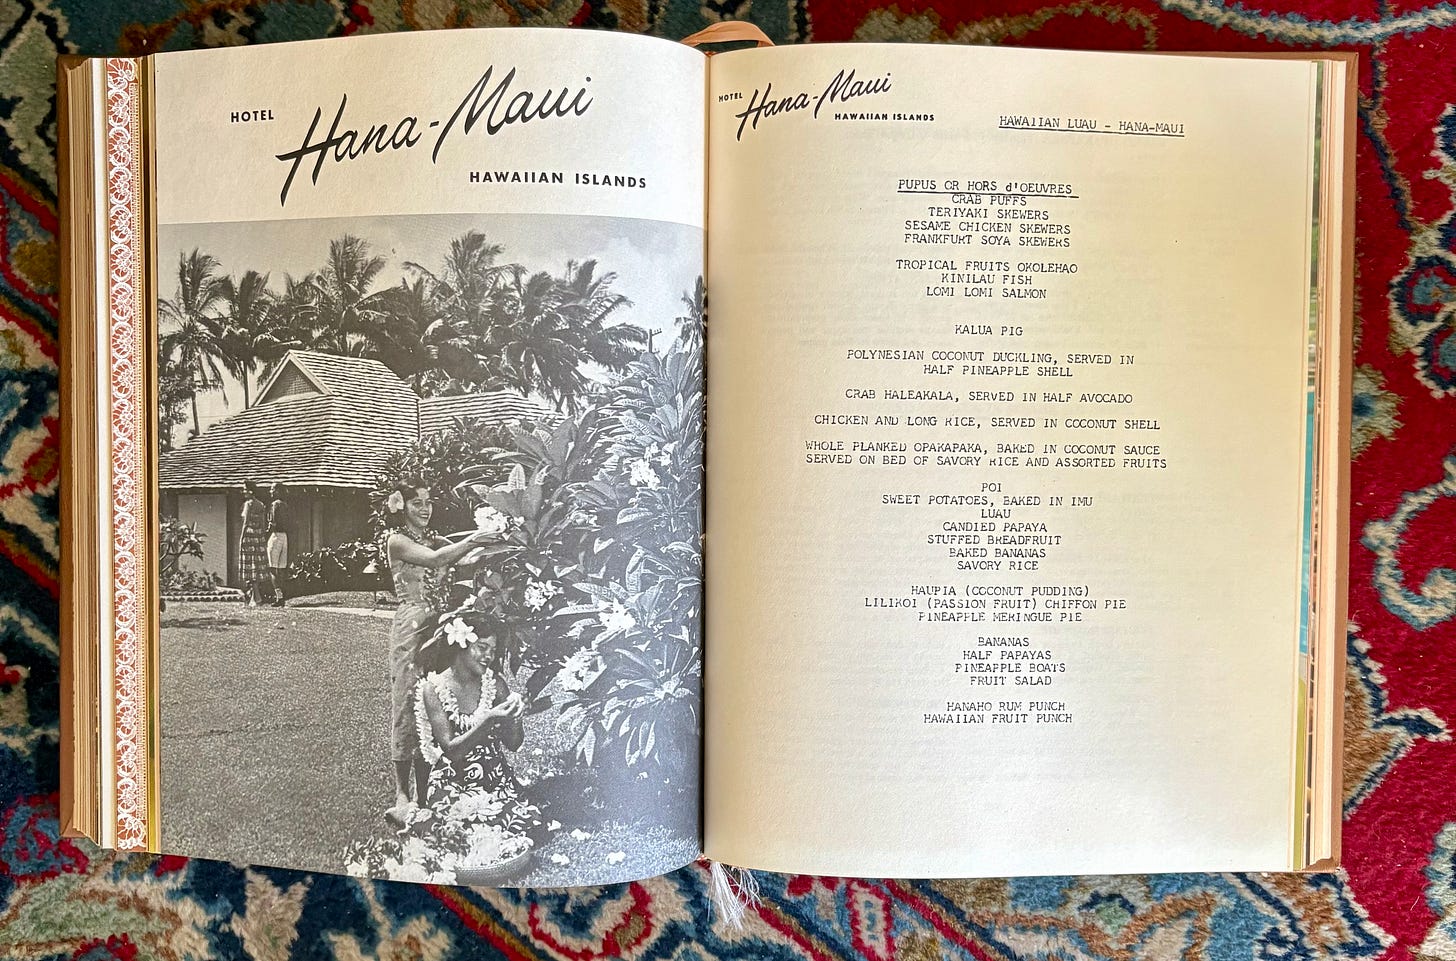 HOTEL
Hana-Maui
HAWAIIAN ISLANDS
HOTEL
Hana-Maui
HAWAIIAN ISLANDS
HAWAIIAN LUAU - HANA-MAUI
PUPUS OR HORS d'OEUVRES
CRAB PUFFS
TERIYAKI SKEWERS
SESAME CHICKEN SKEWERS
FRANKFURT SOYA SKEWERS
TROPICAL FRUITS OKOLEHAO
KINILAU FISH
LOMI LOMI SALMON
KALUA PIG
POLYNESIAN COCONUT DUCKLING, SERVED IN
HALF PINEAPPLE SHELL
CRAB HALEAKALA, SERVED IN HALF AVOCADO
CHICKEN AND LONG RICE, SERVED IN COCONUT SHELL
WHOLE PLANKED OPAKAPAKA, BAKED IN COCONUT SAUCE
SERVED ON BED OF SAVORY RICE AND ASSORTED FRUITS
POI
SWEET POTATOES, BAKED IN IMU
LUAU
CANDIED PAPAYA
STUFFED BREADFRUIT
BAKED BANANAS
SAVORY RICE
HAUPIA (COCONUT PUDDING)
LILIKOI (PASSION FRUIT) CHIFFON PIE
PINEAPPLE MERINGUE PIE
BANANAS
HALF PAPAYAS
PINEAPPLE BOATS
FRUIT SALAD
HANAHO RUM PUNCH
HAWAIIAN FRUIT PUNCH